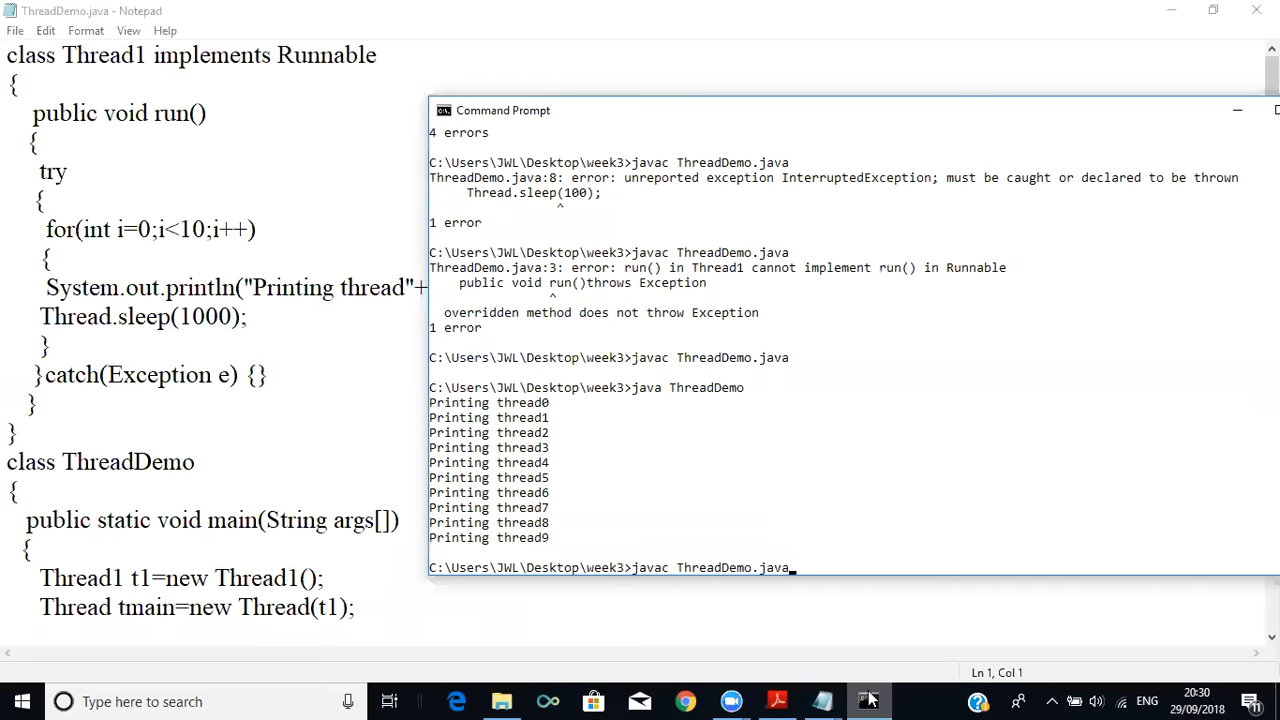 ThreadDemo.java - Notepad
File Edit Format View Help
class Thread1 implements Runnable
{
public void run()
{
try
{
for(int i=0;i<10;i++)
{
System.out.println("Printing thread"+
Thread.sleep(1000);
}
}catch(Exception e) {}
}
}
class ThreadDemo
{
public static void main(String args[])
{
Thread1 t1=new Thread1();
Thread tmain=new Thread(t1);
Command Prompt
4 errors
C:\Users\JWL\Desktop\week3>javac ThreadDemo.java
ThreadDemo.java:8: error: unreported exception InterruptedException; must be caught or declared to be thrown
Thread.sleep(100);
^
1 error
C:\Users\JWL\Desktop\week3>javac ThreadDemo.java
ThreadDemo.java:3: error: run() in Thread1 cannot implement run() in Runnable
public void run()throws Exception
^
overridden method does not throw Exception
1 error
C:\Users\JWL\Desktop\week3>javac ThreadDemo.java
C:\Users\JWL\Desktop\week3>java ThreadDemo
Printing thread0
Printing thread1
Printing thread2
Printing thread3
Printing thread4
Printing thread5
Printing thread6
Printing thread7
Printing thread8
Printing thread9
C:\Users\JWL\Desktop\week3>javac ThreadDemo.java
Ln 1, Col 1
Type here to search
ENG
20:30
29/09/2018
11